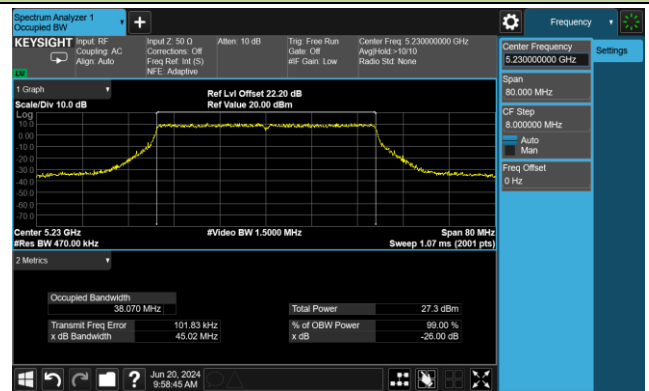 Spectrum Analyzer 1
Occupied BW
Frequency
KEYSIGHT
Input: RF
Coupling: AC
Align: Auto
Input Z: 50 Ω
Corrections: Off
Freq Ref: Int (S)
NFE: Adaptive
Atten: 10 dB
Trig: Free Run
Gate: Off
#IF Gain: Low
Center Freq: 5.230000000 GHz
Avg|Hold:>10/10
Radio Std: None
Center Frequency
5.230000000 GHz
Settings
Span
80.000 MHz
CF Step
8.000000 MHz
Auto
Man
Freq Offset
0 Hz
1 Graph
Scale/Div 10.0 dB
Ref Lvl Offset 22.20 dB
Ref Value 20.00 dBm
Log
10.0
0.00
-10.0
-20.0
-30.0
-40.0
-50.0
-60.0
-70.0
Center 5.23 GHz
#Video BW 1.5000 MHz
Span 80 MHz
#Res BW 470.00 kHz
Sweep 1.07 ms (2001 pts)
2 Metrics
Occupied Bandwidth
38.070 MHz
Total Power
27.3 dBm
Transmit Freq Error
101.83 kHz
% of OBW Power
99.00 %
x dB Bandwidth
45.02 MHz
x dB
-26.00 dB
?
Jun 20, 2024
9:58:45 AM